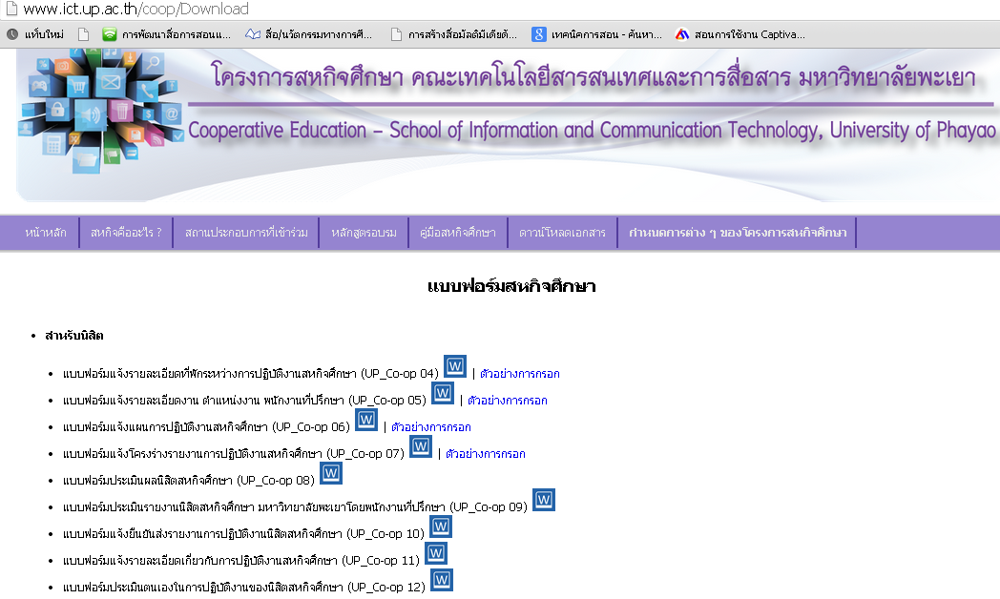 www.ict.up.ac.th/coop/Download
แท็บใหม่ การพัฒนาสื่อการสอนแ... สื่อ/นวัตกรรมทางการศึ... การสร้างสื่อมัลติมีเดียด้... เทคนิคการสอน - ค้นหา... สอนการใช้งาน Captiva...
โครงการสหกิจศึกษา คณะเทคโนโลยีสารสนเทศและการสื่อสาร มหาวิทยาลัยพะเยา
Cooperative Education – School of Information and Communication Technology, University of Phayao
หน้าหลัก สหกิจคืออะไร ? สถานประกอบการที่เข้าร่วม หลักสูตรอบรม คู่มือสหกิจศึกษา ดาวน์โหลดเอกสาร กำหนดการต่าง ๆ ของโครงการสหกิจศึกษา
แบบฟอร์มสหกิจศึกษา
สำหรับนิสิต
แบบฟอร์มแจ้งรายละเอียดที่พักระหว่างการปฏิบัติงานสหกิจศึกษา (UP_Co-op 04) | ตัวอย่างการกรอก
แบบฟอร์มแจ้งรายละเอียดงาน ตำแหน่งงาน พนักงานที่ปรึกษา (UP_Co-op 05) | ตัวอย่างการกรอก
แบบฟอร์มแจ้งแผนการปฏิบัติงานสหกิจศึกษา (UP_Co-op 06) | ตัวอย่างการกรอก
แบบฟอร์มแจ้งโครงร่างรายงานการปฏิบัติงานสหกิจศึกษา (UP_Co-op 07) | ตัวอย่างการกรอก
แบบฟอร์มประเมินผลนิสิตสหกิจศึกษา (UP_Co-op 08)
แบบฟอร์มประเมินรายงานนิสิตสหกิจศึกษา มหาวิทยาลัยพะเยาโดยพนักงานที่ปรึกษา (UP_Co-op 09)
แบบฟอร์มแจ้งยืนยันส่งรายงานการปฏิบัติงานนิสิตสหกิจศึกษา (UP_Co-op 10)
แบบฟอร์มแจ้งรายละเอียดเกี่ยวกับการปฏิบัติงานสหกิจศึกษา (UP_Co-op 11)
แบบฟอร์มประเมินตนเองในการปฏิบัติงานของนิสิตสหกิจศึกษา (UP_Co-op 12)